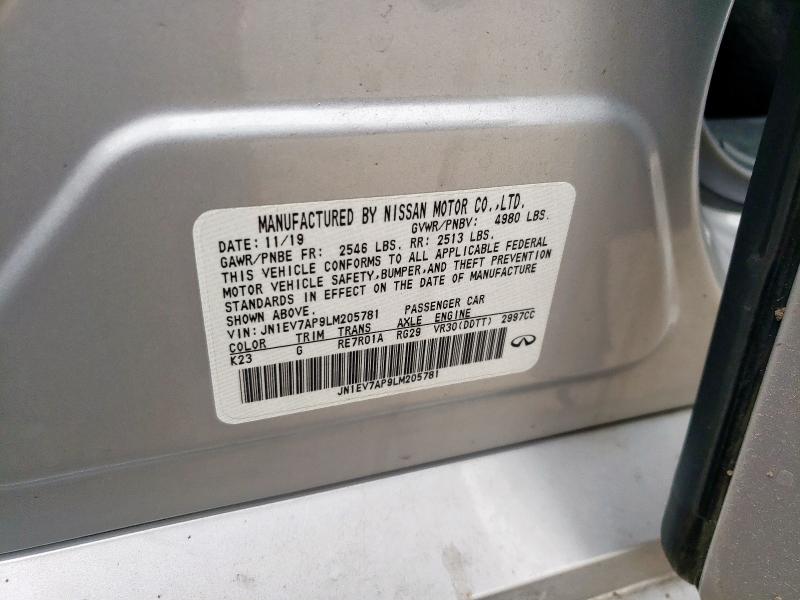 MANUFACTURED BY NISSAN MOTOR CO.,LTD.
DATE: 11/19 GVWR/PNBV: 4980 LBS.
GAWR/PNBE FR: 2546 LBS. RR: 2513 LBS.
THIS VEHICLE CONFORMS TO ALL APPLICABLE FEDERAL
MOTOR VEHICLE SAFETY,BUMPER,AND THEFT PREVENTION
STANDARDS IN EFFECT ON THE DATE OF MANUFACTURE
SHOWN ABOVE.
VIN: JN1EV7AP9LM205781 PASSENGER CAR
COLOR TRIM TRANS AXLE ENGINE
K23 G RE7R01A RG29 VR30(DDTT) 2997CC
JN1EV7AP9LM205781